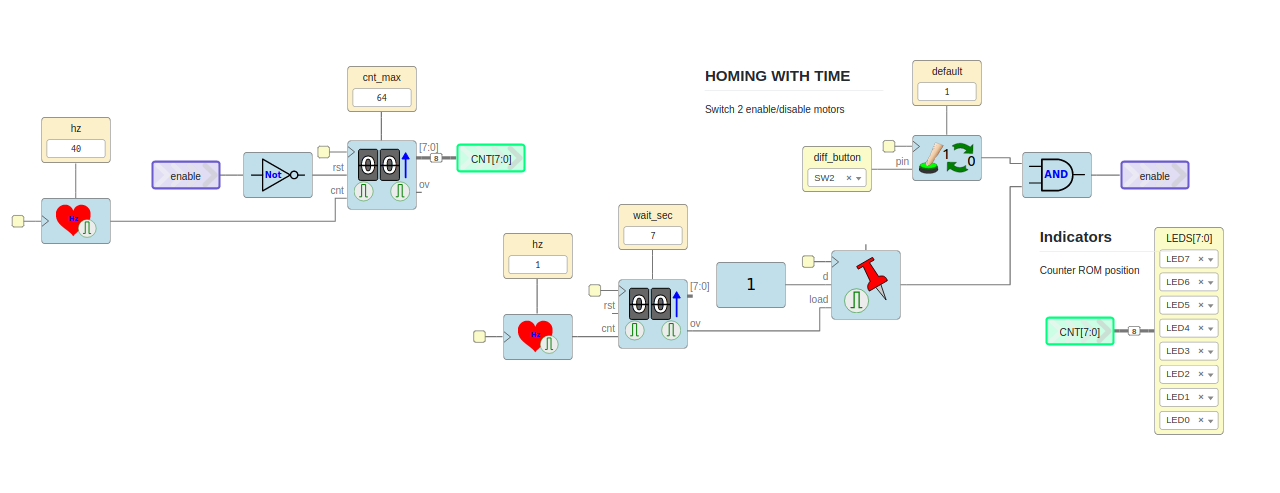 cnt_max
64
hz
40
enable
Not
rst
cnt
00
[7:0]
8
ov
CNT[7:0]
Hz
HOMING WITH TIME
Switch 2 enable/disable motors
default
1
diff_button
SW2
pin
1
0
AND
enable
wait_sec
7
hz
1
Hz
rst
cnt
00
[7:0]
ov
1
d
load
Indicators
Counter ROM position
CNT[7:0]
8
LEDS[7:0]
LED7
LED6
LED5
LED4
LED3
LED2
LED1
LED0